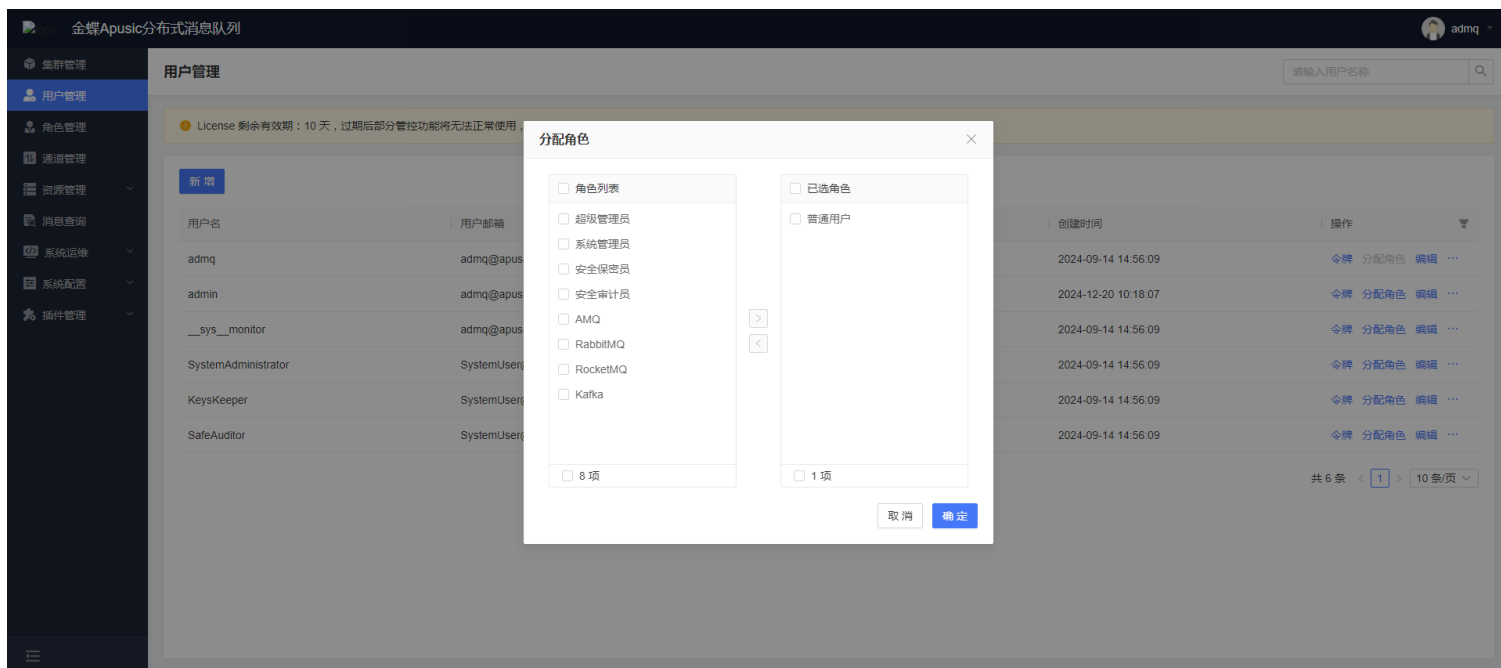 金蝶Apusic分布式消息队列
admq
集群管理
用户管理
角色管理
通道管理
资源管理
消息查询
系统运维
系统配置
插件管理
用户管理
请输入用户名称
License 剩余有效期：10 天，过期后部分管控功能将无法正常使用，
新 增
用户名 用户邮箱 创建时间 操作
admq admq@apus 2024-09-14 14:56:09 令牌 分配角色 编辑 ···
admin admq@apus 2024-12-20 10:18:07 令牌 分配角色 编辑 ···
__sys__monitor admq@apus 2024-09-14 14:56:09 令牌 分配角色 编辑 ···
SystemAdministrator SystemUser@ 2024-09-14 14:56:09 令牌 分配角色 编辑 ···
KeysKeeper SystemUser@ 2024-09-14 14:56:09 令牌 分配角色 编辑 ···
SafeAuditor SystemUser@ 2024-09-14 14:56:09 令牌 分配角色 编辑 ···
共 6 条 < 1 > 10 条/页
分配角色
角色列表
超级管理员
系统管理员
安全保密员
安全审计员
AMQ
RabbitMQ
RocketMQ
Kafka
8 项
>
<
已选角色
普通用户
1 项
取 消 确 定